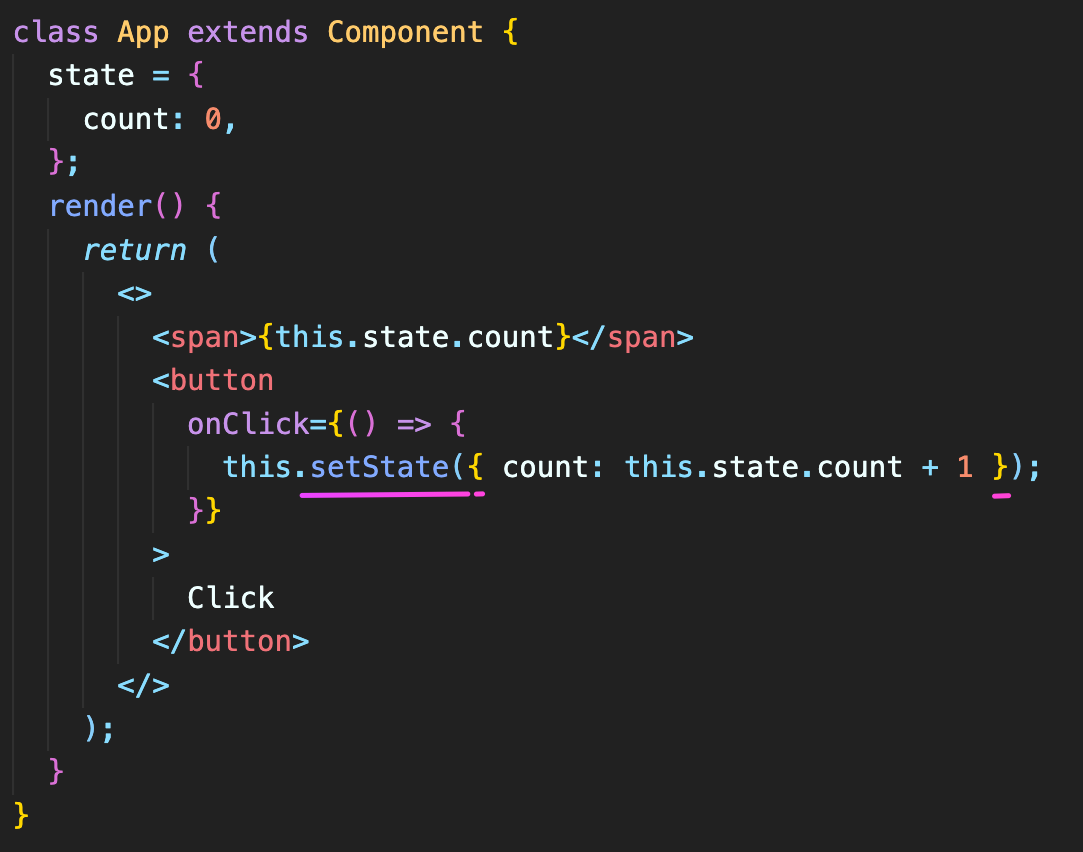 class App extends Component {
  state = {
    count: 0,
  };
  render() {
    return (
      <>
        <span>{this.state.count}</span>
        <button
          onClick={() => {
            this.setState({ count: this.state.count + 1 });
          }}
        >
          Click
        </button>
      </>
    );
  }
}